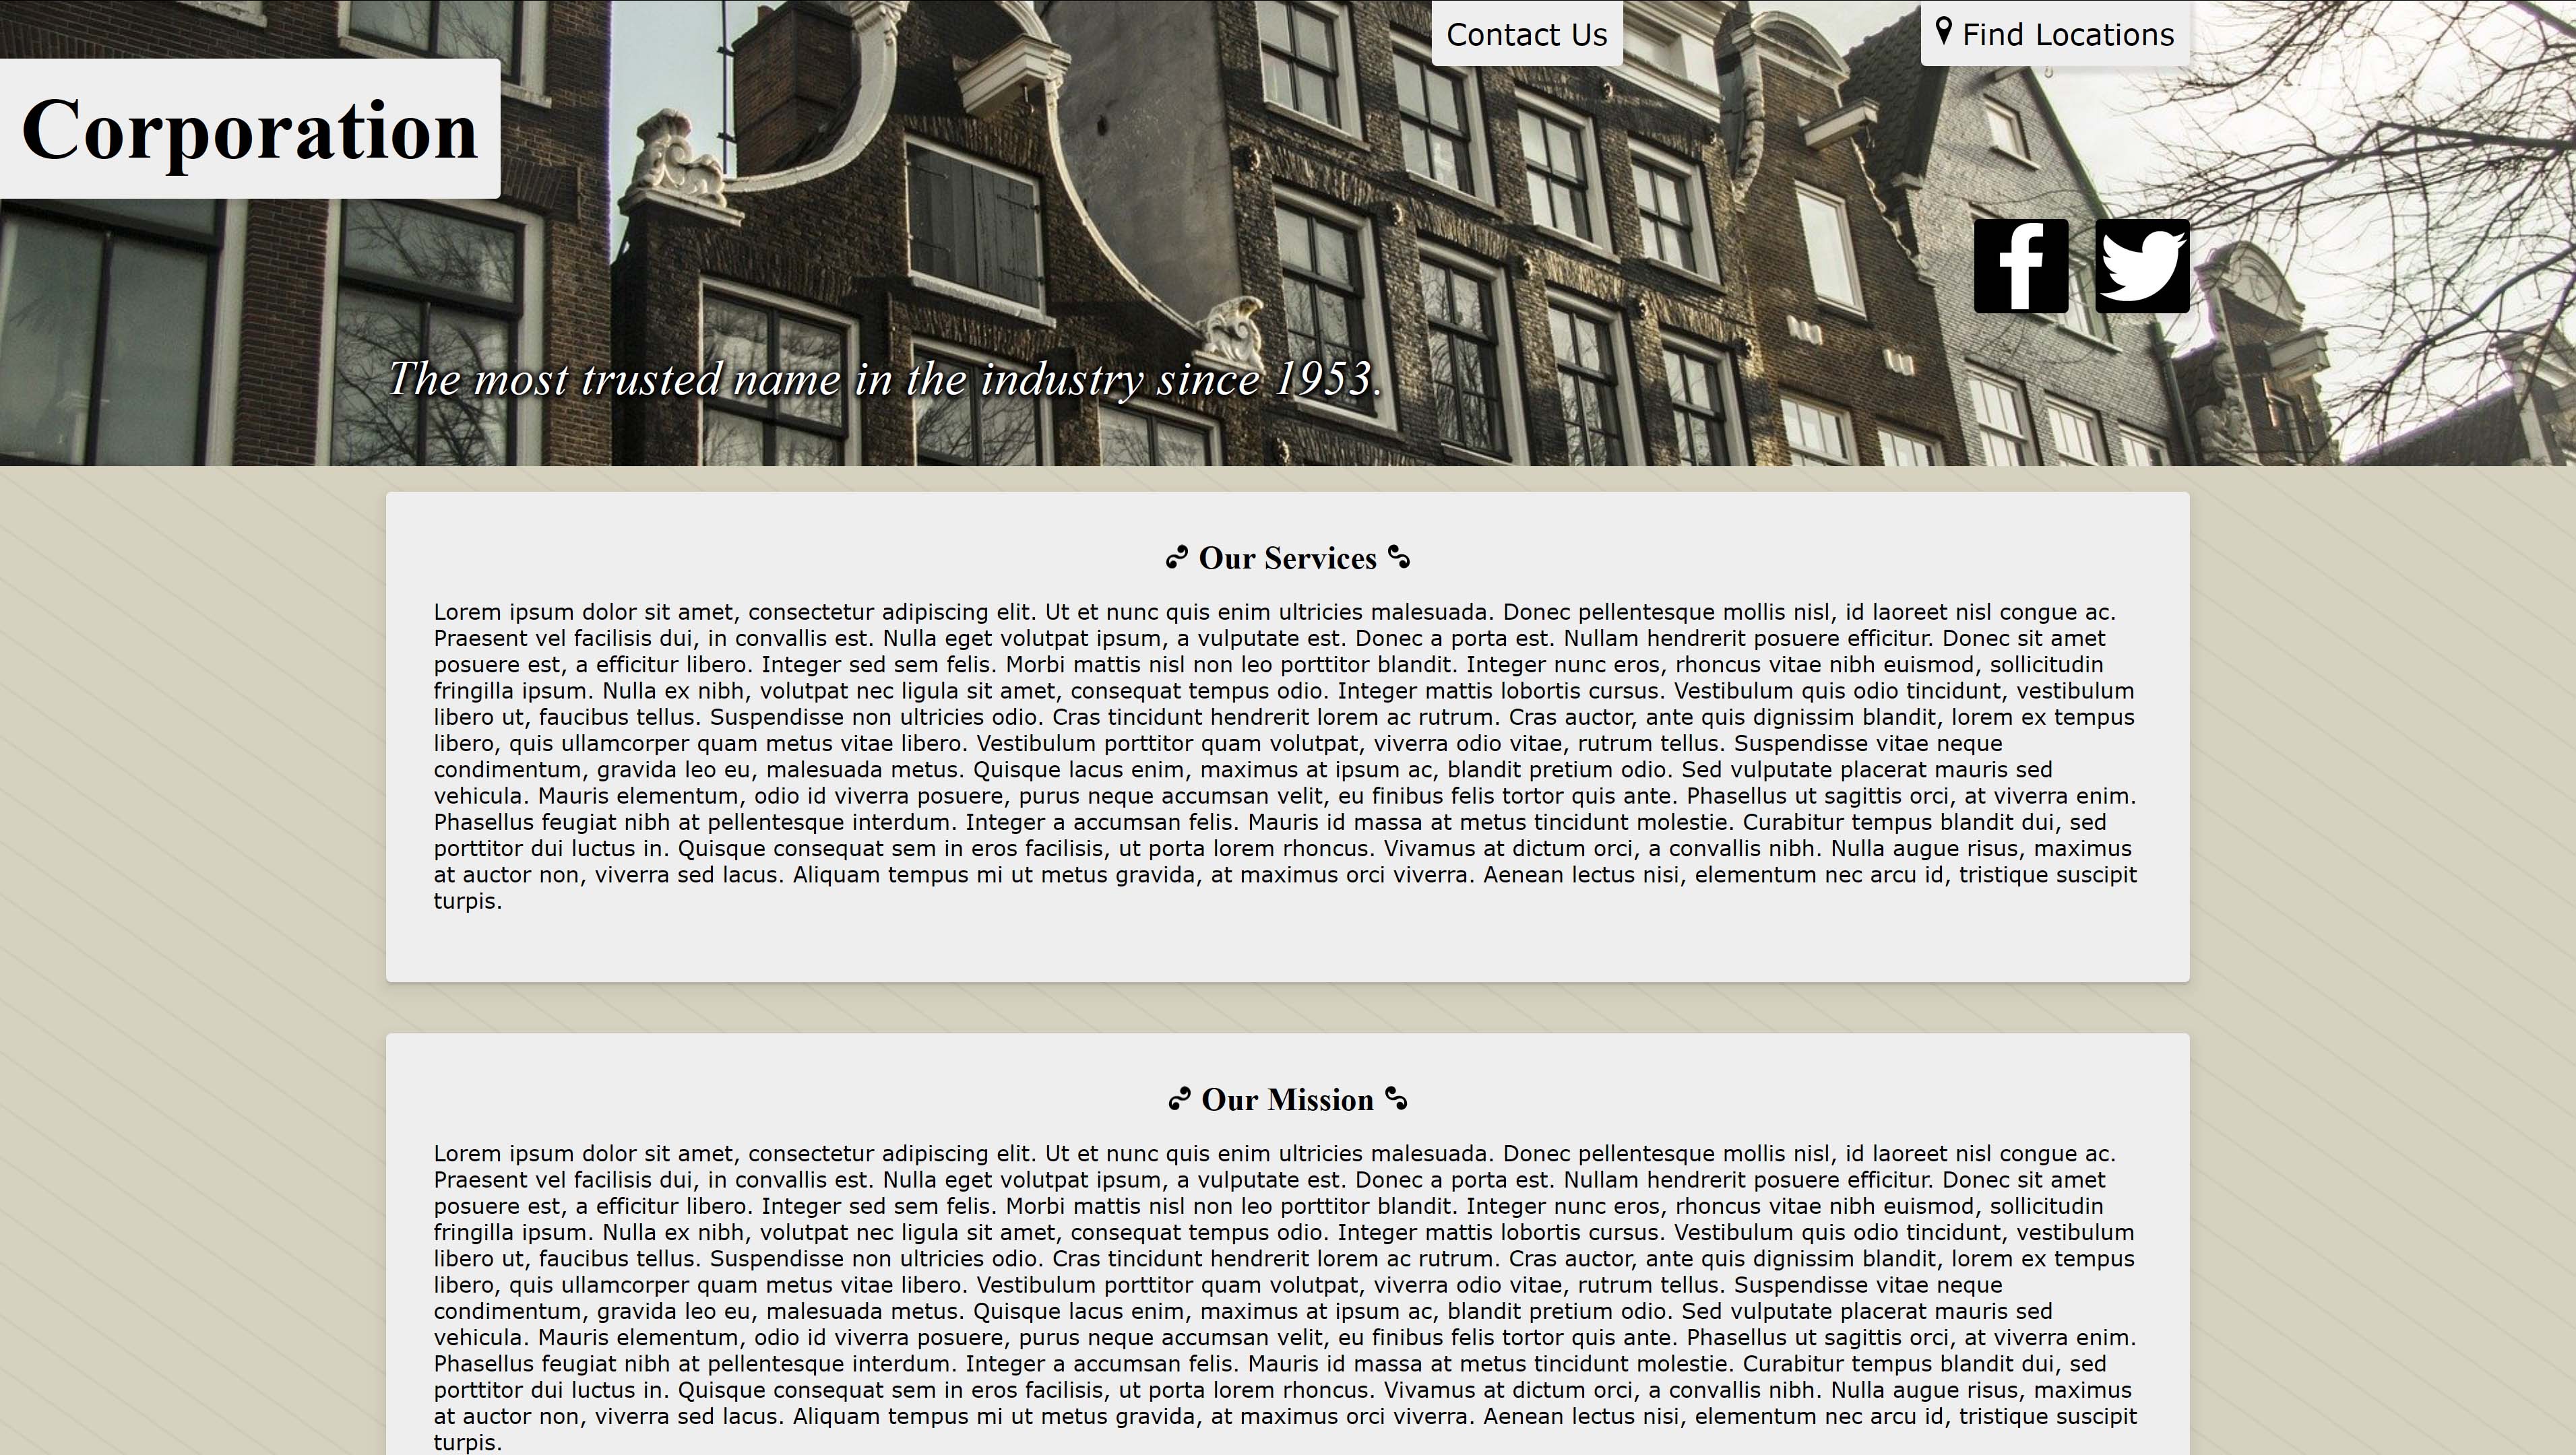 Contact Us
Find Locations
Corporation
The most trusted name in the industry since 1953.
Our Services
Lorem ipsum dolor sit amet, consectetur adipiscing elit. Ut et nunc quis enim ultricies malesuada. Donec pellentesque mollis nisl, id laoreet nisl congue ac.
Praesent vel facilisis dui, in convallis est. Nulla eget volutpat ipsum, a vulputate est. Donec a porta est. Nullam hendrerit posuere efficitur. Donec sit amet
posuere est, a efficitur libero. Integer sed sem felis. Morbi mattis nisl non leo porttitor blandit. Integer nunc eros, rhoncus vitae nibh euismod, sollicitudin
fringilla ipsum. Nulla ex nibh, volutpat nec ligula sit amet, consequat tempus odio. Integer mattis lobortis cursus. Vestibulum quis odio tincidunt, vestibulum
libero ut, faucibus tellus. Suspendisse non ultricies odio. Cras tincidunt hendrerit lorem ac rutrum. Cras auctor, ante quis dignissim blandit, lorem ex tempus
libero, quis ullamcorper quam metus vitae libero. Vestibulum porttitor quam volutpat, viverra odio vitae, rutrum tellus. Suspendisse vitae neque
condimentum, gravida leo eu, malesuada metus. Quisque lacus enim, maximus at ipsum ac, blandit pretium odio. Sed vulputate placerat mauris sed
vehicula. Mauris elementum, odio id viverra posuere, purus neque accumsan velit, eu finibus felis tortor quis ante. Phasellus ut sagittis orci, at viverra enim.
Phasellus feugiat nibh at pellentesque interdum. Integer a accumsan felis. Mauris id massa at metus tincidunt molestie. Curabitur tempus blandit dui, sed
porttitor dui luctus in. Quisque consequat sem in eros facilisis, ut porta lorem rhoncus. Vivamus at dictum orci, a convallis nibh. Nulla augue risus, maximus
at auctor non, viverra sed lacus. Aliquam tempus mi ut metus gravida, at maximus orci viverra. Aenean lectus nisi, elementum nec arcu id, tristique suscipit
turpis.
Our Mission
Lorem ipsum dolor sit amet, consectetur adipiscing elit. Ut et nunc quis enim ultricies malesuada. Donec pellentesque mollis nisl, id laoreet nisl congue ac.
Praesent vel facilisis dui, in convallis est. Nulla eget volutpat ipsum, a vulputate est. Donec a porta est. Nullam hendrerit posuere efficitur. Donec sit amet
posuere est, a efficitur libero. Integer sed sem felis. Morbi mattis nisl non leo porttitor blandit. Integer nunc eros, rhoncus vitae nibh euismod, sollicitudin
fringilla ipsum. Nulla ex nibh, volutpat nec ligula sit amet, consequat tempus odio. Integer mattis lobortis cursus. Vestibulum quis odio tincidunt, vestibulum
libero ut, faucibus tellus. Suspendisse non ultricies odio. Cras tincidunt hendrerit lorem ac rutrum. Cras auctor, ante quis dignissim blandit, lorem ex tempus
libero, quis ullamcorper quam metus vitae libero. Vestibulum porttitor quam volutpat, viverra odio vitae, rutrum tellus. Suspendisse vitae neque
condimentum, gravida leo eu, malesuada metus. Quisque lacus enim, maximus at ipsum ac, blandit pretium odio. Sed vulputate placerat mauris sed
vehicula. Mauris elementum, odio id viverra posuere, purus neque accumsan velit, eu finibus felis tortor quis ante. Phasellus ut sagittis orci, at viverra enim.
Phasellus feugiat nibh at pellentesque interdum. Integer a accumsan felis. Mauris id massa at metus tincidunt molestie. Curabitur tempus blandit dui, sed
porttitor dui luctus in. Quisque consequat sem in eros facilisis, ut porta lorem rhoncus. Vivamus at dictum orci, a convallis nibh. Nulla augue risus, maximus
at auctor non, viverra sed lacus. Aliquam tempus mi ut metus gravida, at maximus orci viverra. Aenean lectus nisi, elementum nec arcu id, tristique suscipit
turpis.